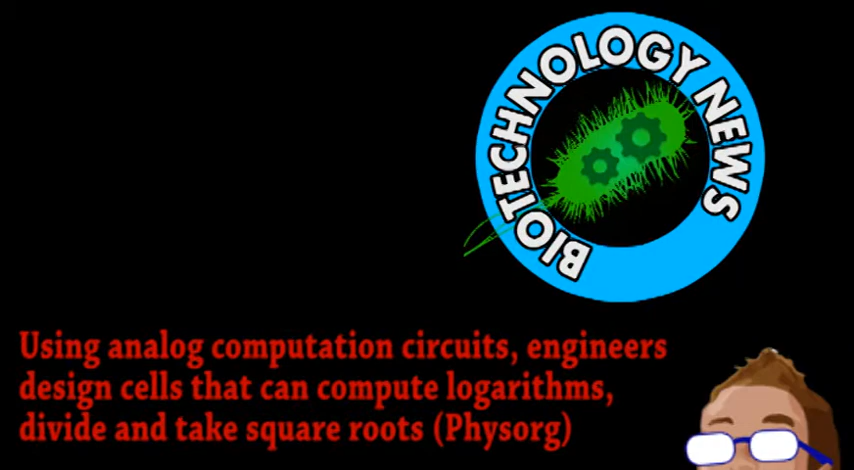 BIOTECHNOLOGY NEWS
Using analog computation circuits, engineers
design cells that can compute logarithms,
divide and take square roots (Physorg)